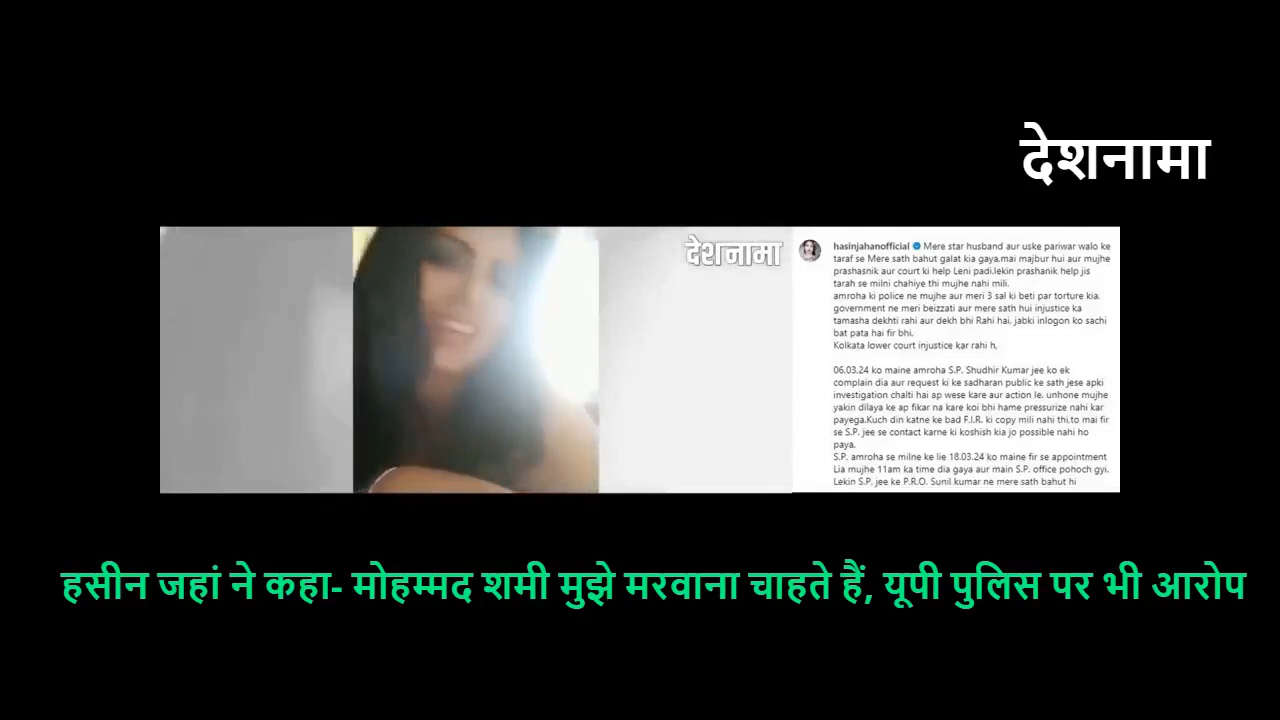 देशनामा
देशनामा
hasinjahanofficial Mere star husband aur uske pariwar walo ke
taraf se Mere sath bahut galat kia gaya.mai majbur hui aur mujhe
prashasnik aur court ki help Leni padi.lekin prashanik help jis
tarah se milni chahiye thi mujhe nahi mili.
amroha ki police ne mujhe aur meri 3 sal ki beti par torture kia.
government ne meri beizzati aur mere sath hui injustice ka
tamasha dekhti rahi aur dekh bhi Rahi hai. jabki inlogon ko sachi
bat pata hai fir bhi.
Kolkata lower court injustice kar rahi h.
06.03.24 ko maine amroha S.P. Shudhir Kumar jee ko ek
complain dia aur request ki ke sadharan public ke sath jese apki
investigation chalti hai ap wese kare aur action le. unhone mujhe
yakin dilaya ke ap fikar na kare koi bhi hame pressurize nahi kar
payega.Kuch din katne ke bad F.I.R. ki copy mili nahi thi,to mai fir
se S.P. jee se contact karne ki koshish kia jo possible nahi ho
paya.
S.P. amroha se milne ke lie 18.03.24 ko maine fir se appointment
Lia mujhe 11am ka time dia gaya aur main S.P. office pohoch gyi.
Lekin S.P. jee ke P.R.O. Sunil kumar ne mere sath bahut hi
हसीन जहां ने कहा- मोहम्मद शमी मुझे मरवाना चाहते हैं, यूपी पुलिस पर भी आरोप